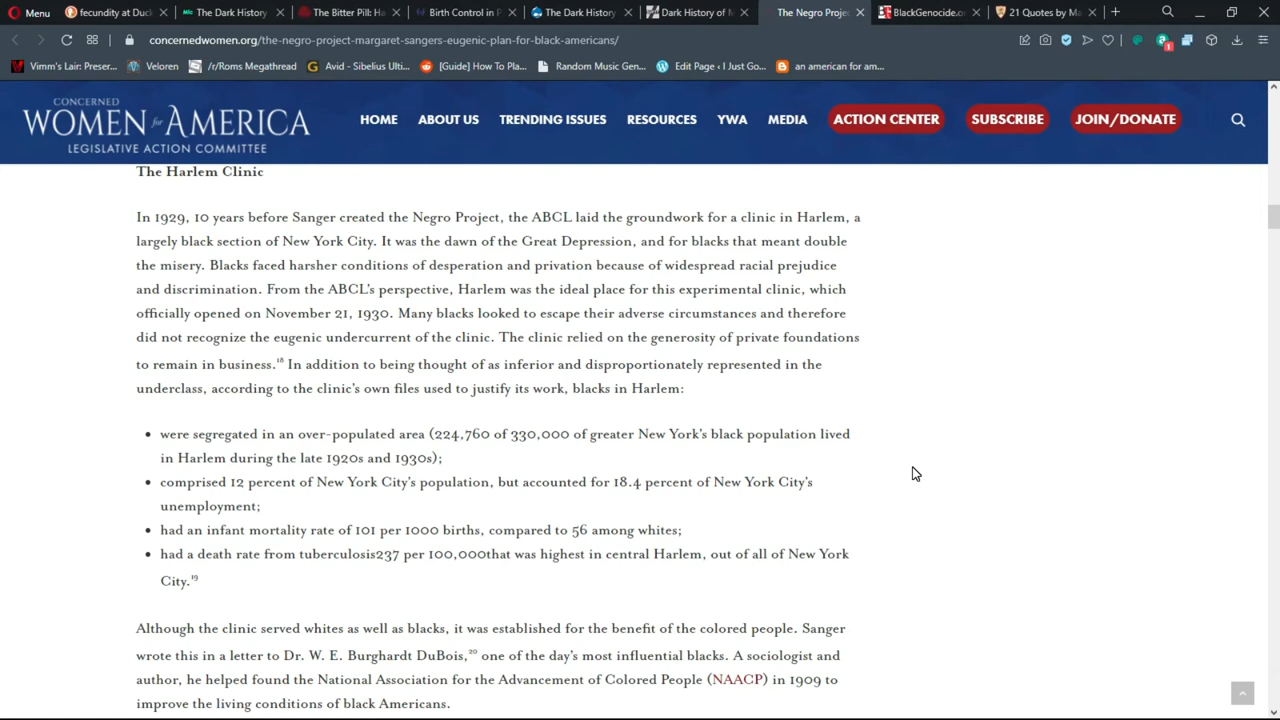 Menu
fecundity at Duck
The Dark History
The Bitter Pill: Ha
Birth Control in P
The Dark History
Dark History of M
The Negro Proje
BlackGenocide.o
21 Quotes by Ma
concernedwomen.org/the-negro-project-margaret-sangers-eugenic-plan-for-black-americans/
1
Vimm's Lair: Preser...
Veloren
/r/Roms Megathread
Avid - Sibelius Ulti...
[Guide] How To Pla...
Random Music Gen...
Edit Page ‹ I Just Go...
an american for am...
CONCERNED
WOMEN for AMERICA
LEGISLATIVE ACTION COMMITTEE
HOME
ABOUT US
TRENDING ISSUES
RESOURCES
YWA
MEDIA
ACTION CENTER
SUBSCRIBE
JOIN/DONATE
The Harlem Clinic
In 1929, 10 years before Sanger created the Negro Project, the ABCL laid the groundwork for a clinic in Harlem, a
largely black section of New York City. It was the dawn of the Great Depression, and for blacks that meant double
the misery. Blacks faced harsher conditions of desperation and privation because of widespread racial prejudice
and discrimination. From the ABCL's perspective, Harlem was the ideal place for this experimental clinic, which
officially opened on November 21, 1930. Many blacks looked to escape their adverse circumstances and therefore
did not recognize the eugenic undercurrent of the clinic. The clinic relied on the generosity of private foundations
to remain in business.18 In addition to being thought of as inferior and disproportionately represented in the
underclass, according to the clinic's own files used to justify its work, blacks in Harlem:
• were segregated in an over-populated area (224,760 of 330,000 of greater New York's black population lived
in Harlem during the late 1920s and 1930s);
• comprised 12 percent of New York City's population, but accounted for 18.4 percent of New York City's
unemployment;
• had an infant mortality rate of 101 per 1000 births, compared to 56 among whites;
• had a death rate from tuberculosis237 per 100,000that was highest in central Harlem, out of all of New York
City.19
Although the clinic served whites as well as blacks, it was established for the benefit of the colored people. Sanger
wrote this in a letter to Dr. W. E. Burghardt DuBois,20 one of the day's most influential blacks. A sociologist and
author, he helped found the National Association for the Advancement of Colored People (NAACP) in 1909 to
improve the living conditions of black Americans.